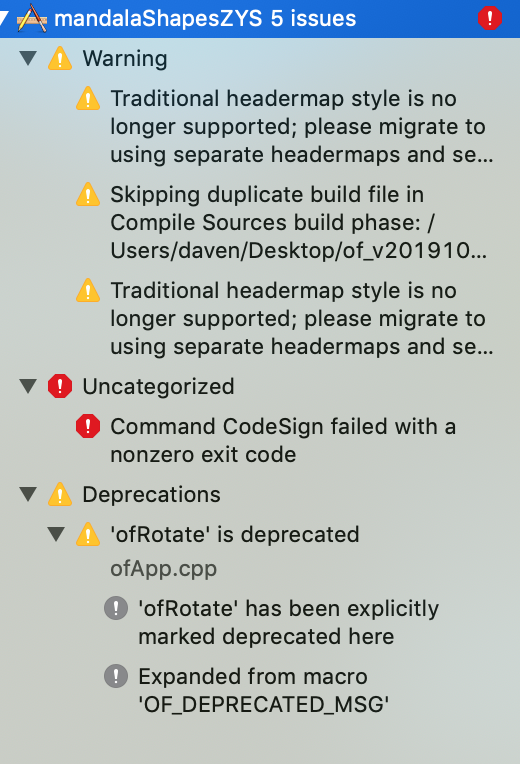 mandalaShapesZYS 5 issues
Warning
Traditional headermap style is no
longer supported; please migrate to
using separate headermaps and se...
Skipping duplicate build file in
Compile Sources build phase: /
Users/daven/Desktop/of_v201910...
Traditional headermap style is no
longer supported; please migrate to
using separate headermaps and se...
Uncategorized
Command CodeSign failed with a
nonzero exit code
Deprecations
'ofRotate' is deprecated
ofApp.cpp
'ofRotate' has been explicitly
marked deprecated here
Expanded from macro
'OF_DEPRECATED_MSG'